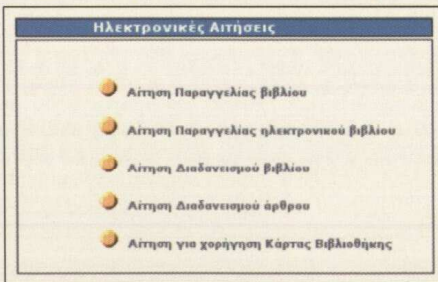 Ηλεκτρονικές Αιτήσεις
Αίτηση Παραγγελίας βιβλίου
Αίτηση Παραγγελίας ηλεκτρονικού βιβλίου
Αίτηση Διαδανεισμού βιβλίου
Αίτηση Διαδανεισμού άρθρου
Αίτηση για χορήγηση Κάρτας Βιβλιοθήκης